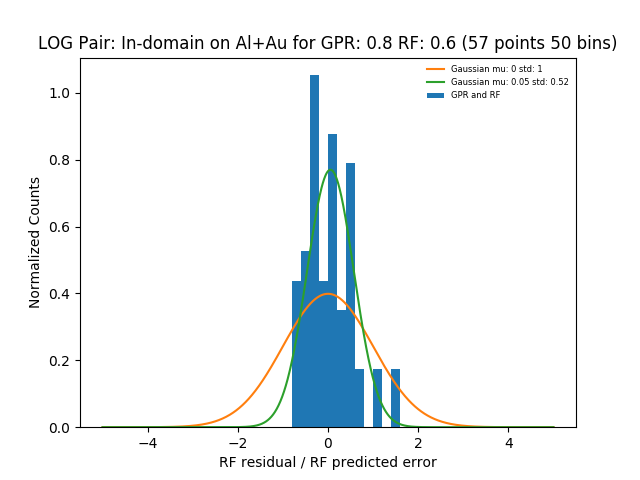 LOG Pair: In-domain on Al+Au for GPR: 0.8 RF: 0.6 (57 points 50 bins)
Gaussian mu: 0 std: 1
Gaussian mu: 0.05 std: 0.52
GPR and RF
Normalized Counts
1.0
0.8
0.6
0.4
0.2
0.0
−4
−2
0
2
4
RF residual / RF predicted error